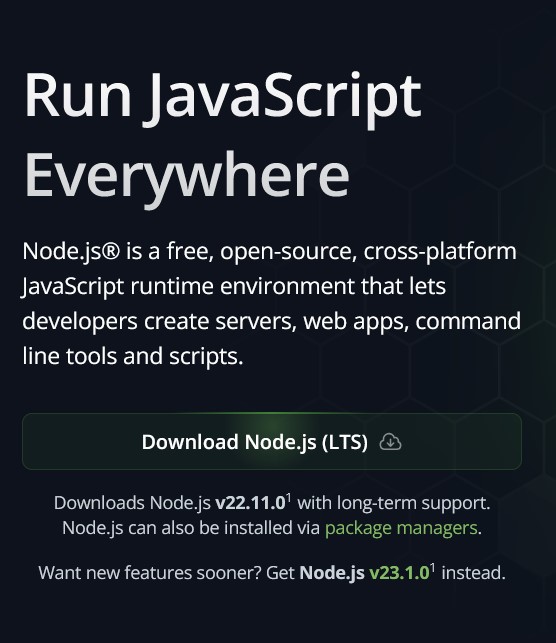 Run JavaScript
Everywhere
Node.js® is a free, open-source, cross-platform
JavaScript runtime environment that lets
developers create servers, web apps, command
line tools and scripts.
Download Node.js (LTS)
Downloads Node.js v22.11.0¹ with long-term support.
Node.js can also be installed via package managers.
Want new features sooner? Get Node.js v23.1.0¹ instead.